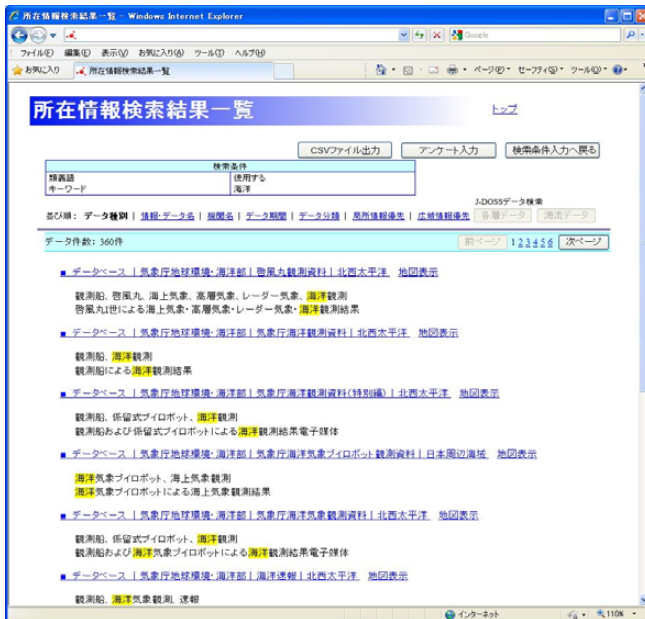 所在情報検索結果一覧 - Windows Internet Explorer
Google
ファイル(F) 編集(E) 表示(V) お気に入り(A) ツール(T) ヘルプ(H)
お気に入り 所在情報検索結果一覧 ページ(P) セーフティ(S) ツール(O)
所在情報検索結果一覧 トップ
CSVファイル出力 アンケート入力 検索条件入力へ戻る
検索条件
類義語 使用する
キーワード 海洋
J-DOSSデータ検索
並び順: データ種別 | 情報・データ名 | 機関名 | データ期間 | データ分類 | 局所情報優先 | 広域情報優先 各層データ 海流データ
データ件数: 360件 前ページ 1 2 3 4 5 6 次ページ
■ データベース | 気象庁地球環境・海洋部 | 啓風丸観測資料 | 北西太平洋 地図表示
観測船、啓風丸、海上気象、高層気象、レーダー気象、海洋観測
啓風丸1世による海上気象・高層気象・レーダー気象・海洋観測結果
■ データベース | 気象庁地球環境・海洋部 | 気象庁海洋観測資料 | 北西太平洋 地図表示
観測船、海洋観測
観測船による海洋観測結果
■ データベース | 気象庁地球環境・海洋部 | 気象庁海洋観測資料(特別編) | 北西太平洋 地図表示
観測船、係留式ブイロボット、海洋観測
観測船および係留式ブイロボットによる海洋観測結果電子媒体
■ データベース | 気象庁地球環境・海洋部 | 気象庁海洋気象ブイロボット観測資料 | 日本周辺海域 地図表示
海洋気象ブイロボット、海上気象観測
海洋気象ブイロボットによる海上気象観測結果
■ データベース | 気象庁地球環境・海洋部 | 気象庁海洋気象観測資料 | 北西太平洋 地図表示
観測船、係留式ブイロボット、海洋観測
観測船および海洋気象ブイロボットによる海洋観測結果電子媒体
■ データベース | 気象庁地球環境・海洋部 | 海洋速報 | 北西太平洋 地図表示
観測船、海洋気象観測、速報
インターネット 110%